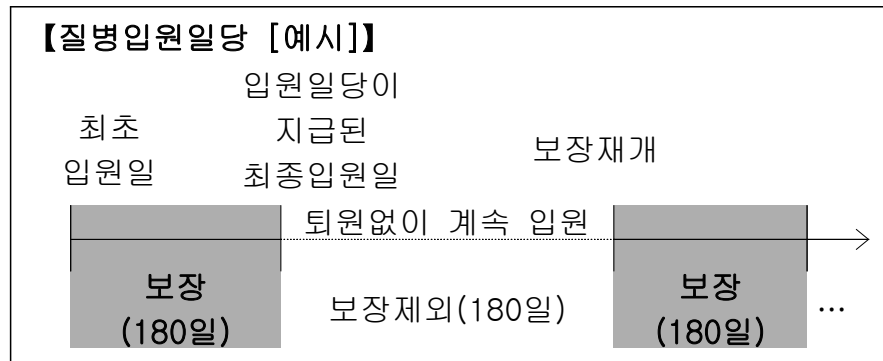 【질병입원일당 [예시]】
최초
입원일
입원일당이
지급된
최종입원일
보장재개
퇴원없이 계속 입원
보장
(180일)
보장제외(180일)
보장
(180일)
…